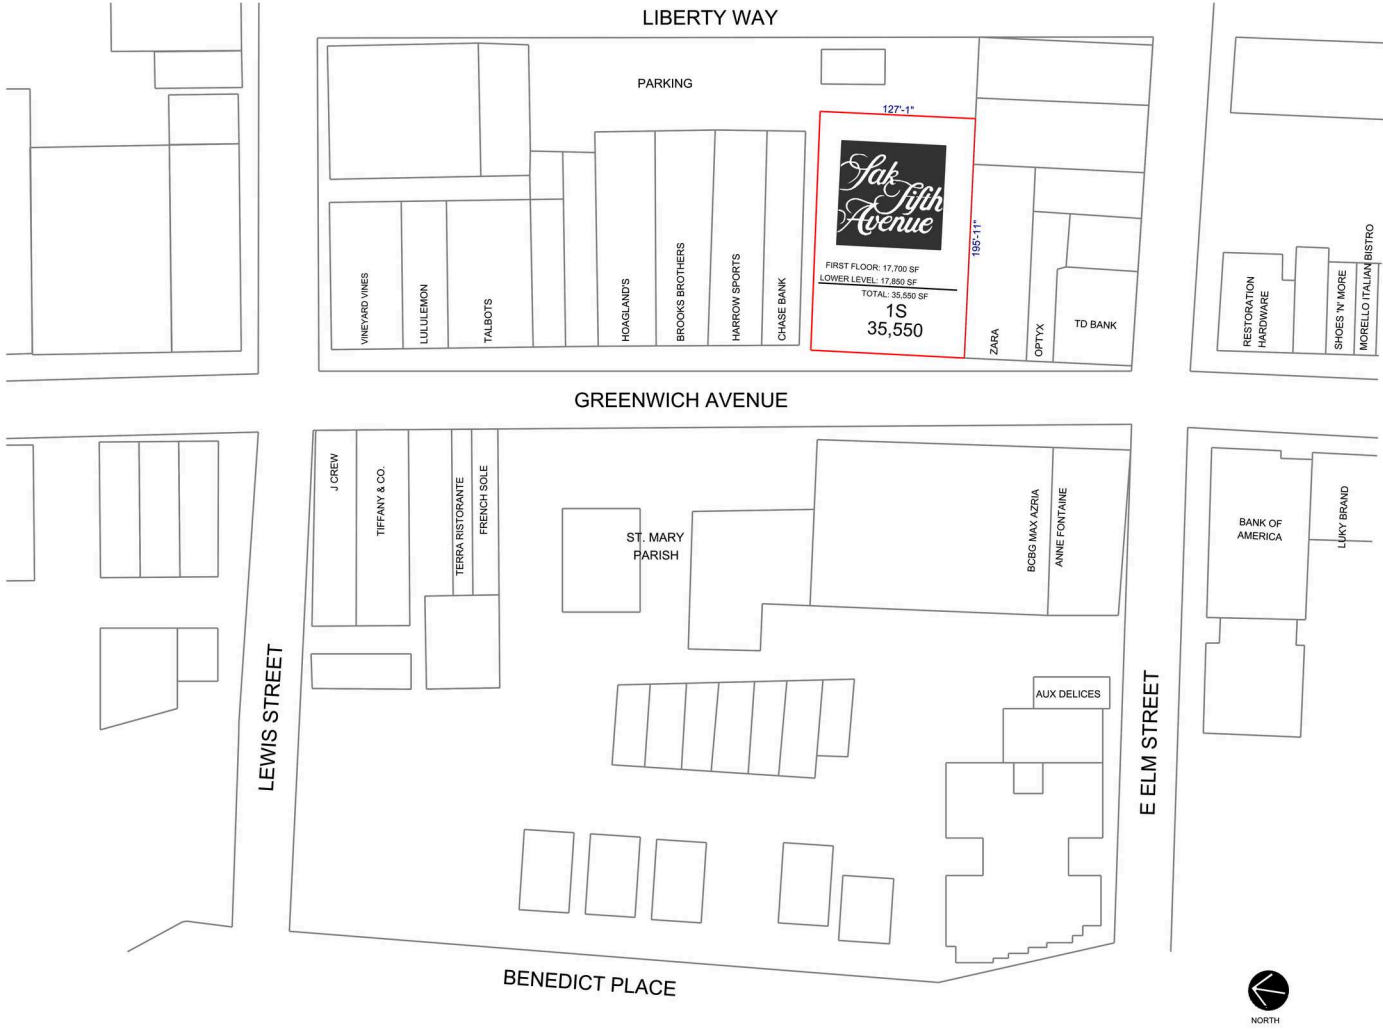 LIBERTY WAY
PARKING
127'-1"
Sak
Fifth
Avenue
195'-11"
FIRST FLOOR: 17,700 SF
LOWER LEVEL: 17,850 SF
TOTAL: 35,550 SF
1S
35,550
VINEYARD VINES
LULULEMON
TALBOTS
HOAGLAND'S
BROOKS BROTHERS
HARROW SPORTS
CHASE BANK
ZARA
OPTYX
TD BANK
RESTORATION
HARDWARE
SHOES 'N' MORE
MORELLO ITALIAN BISTRO
GREENWICH AVENUE
J CREW
TIFFANY & CO.
TERRA RISTORANTE
FRENCH SOLE
ST. MARY
PARISH
BCBG MAX AZRIA
ANNE FONTAINE
BANK OF
AMERICA
LUKY BRAND
LEWIS STREET
AUX DELICES
E ELM STREET
BENEDICT PLACE
NORTH